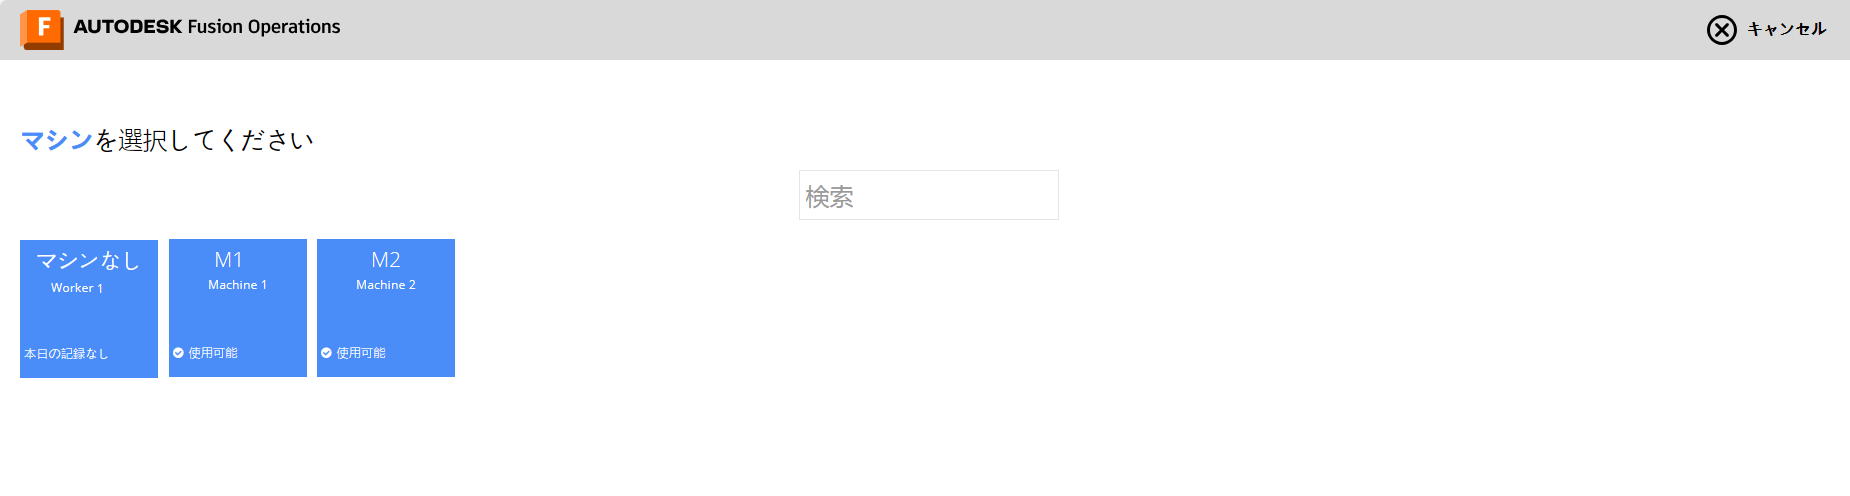 F AUTODESK Fusion Operations
キャンセル
マシンを選択してください
検索
マシンなし
Worker 1
本日の記録なし
M1
Machine 1
使用可能
M2
Machine 2
使用可能